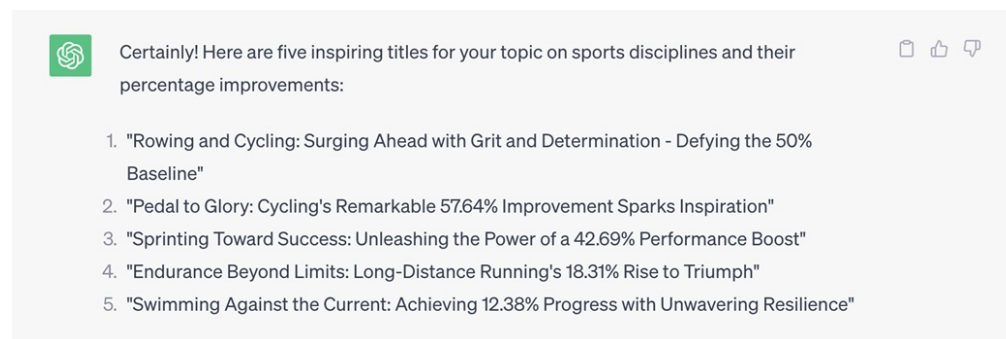 Certainly! Here are five inspiring titles for your topic on sports disciplines and their
percentage improvements:
1. "Rowing and Cycling: Surging Ahead with Grit and Determination - Defying the 50%
Baseline"
2. "Pedal to Glory: Cycling's Remarkable 57.64% Improvement Sparks Inspiration"
3. "Sprinting Toward Success: Unleashing the Power of a 42.69% Performance Boost"
4. "Endurance Beyond Limits: Long-Distance Running's 18.31% Rise to Triumph"
5. "Swimming Against the Current: Achieving 12.38% Progress with Unwavering Resilience"